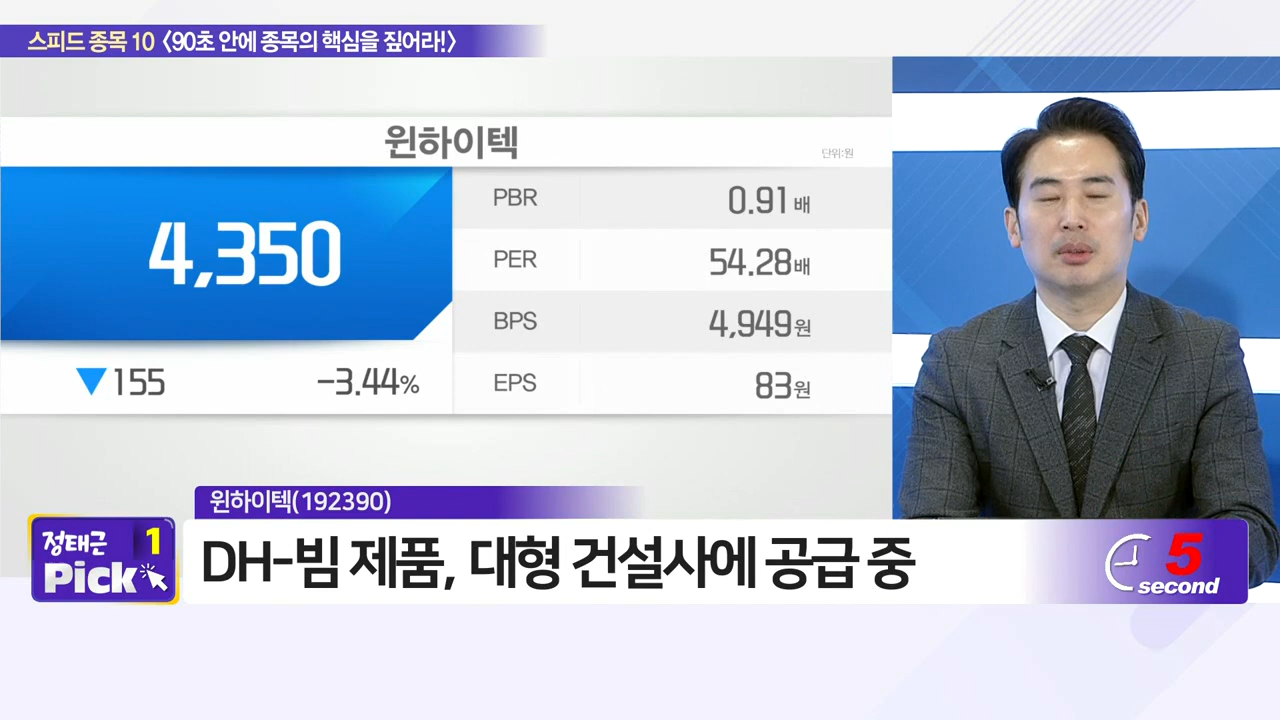 스피드 종목 10 <90초 안에 종목의 핵심을 짚어라!>
윈하이텍
단위:원
4,350
▼155 -3.44%
PBR 0.91배
PER 54.28배
BPS 4,949원
EPS 83원
윈하이텍(192390)
정태근 1
Pick
DH-빔 제품, 대형 건설사에 공급 중
5
second